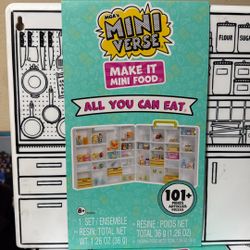 MGA's
MINI
VERSE
MAKE IT
MINI FOOD
ALL YOU CAN EAT
FLOUR
SUGAR
8+
101+
1 SET / ENSEMBLE
• RESIN: TOTAL NET
WT. 1.26 OZ (36 g)
• RÉSINE : POIDS NET
TOTAL 36 g (1.26 OZ)